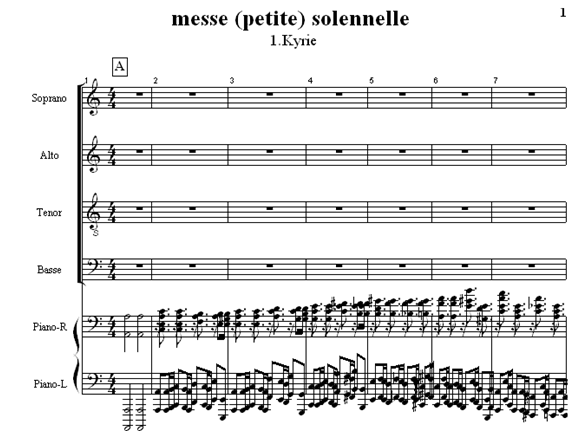 messe (petite) solennelle
1
1.Kyrie
A
1 2 3 4 5 6 7
Soprano
Alto
Tenor
8
Basse
Piano-R
Piano-L